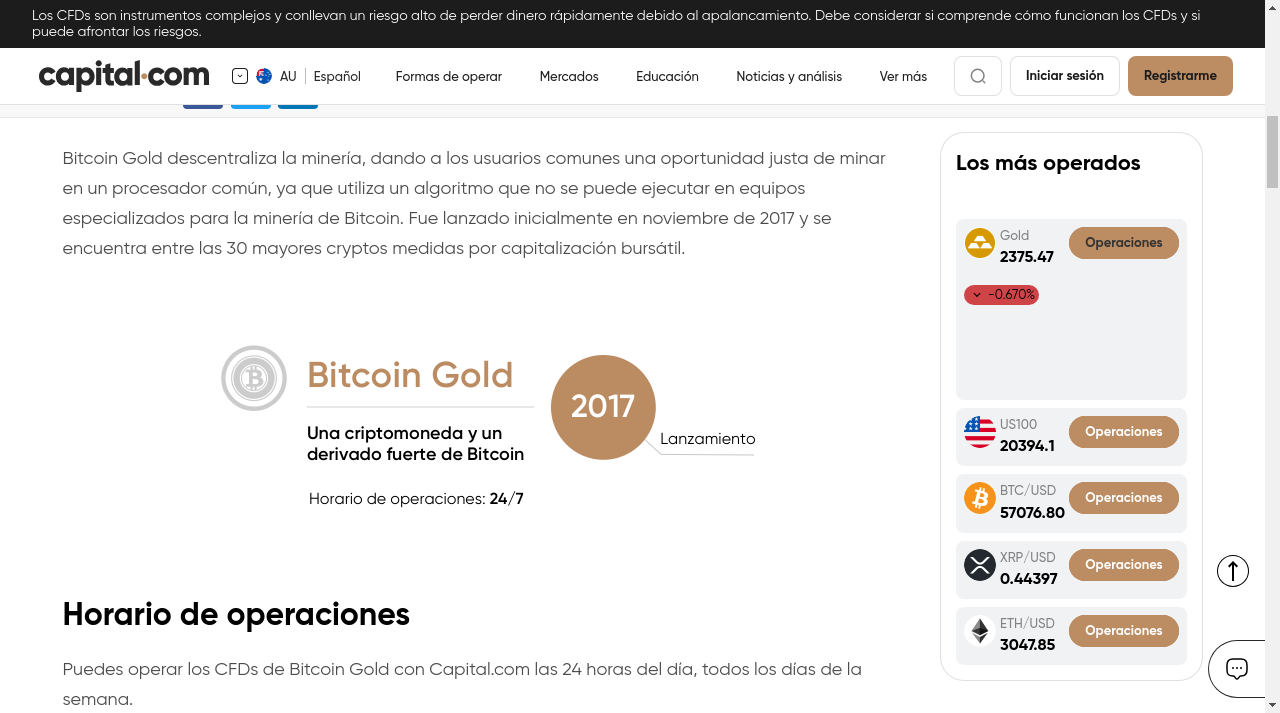 Los CFDs son instrumentos complejos y conllevan un riesgo alto de perder dinero rápidamente debido al apalancamiento. Debe considerar si comprende cómo funcionan los CFDs y si
puede afrontar los riesgos.
capital.com
AU
Español
Formas de operar
Mercados
Educación
Noticias y análisis
Ver más
Iniciar sesión
Registrarme
Bitcoin Gold descentraliza la minería, dando a los usuarios comunes una oportunidad justa de minar
en un procesador común, ya que utiliza un algoritmo que no se puede ejecutar en equipos
especializados para la minería de Bitcoin. Fue lanzado inicialmente en noviembre de 2017 y se
encuentra entre las 30 mayores cryptos medidas por capitalización bursátil.
Bitcoin Gold
Una criptomoneda y un
derivado fuerte de Bitcoin
Horario de operaciones: 24/7
2017
Lanzamiento
Horario de operaciones
Puedes operar los CFDs de Bitcoin Gold con Capital.com las 24 horas del día, todos los días de la
semana.
Los más operados
Gold
2375.47
Operaciones
-0.670%
US100
20394.1
Operaciones
BTC/USD
57076.80
Operaciones
XRP/USD
0.44397
Operaciones
ETH/USD
3047.85
Operaciones